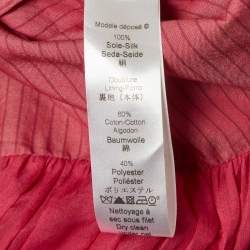 Modèle déposé ©
100%
Soie-Silk
Seda-Seide
絹
Doublure
Lining-Forro
裏地（本体）
60%
Coton-Cotton
Algodon
Baumwolle
綿
40%
Polyester
Poliéster
ポリエステル
Nettoyage à
sec sous filet
Dry clean